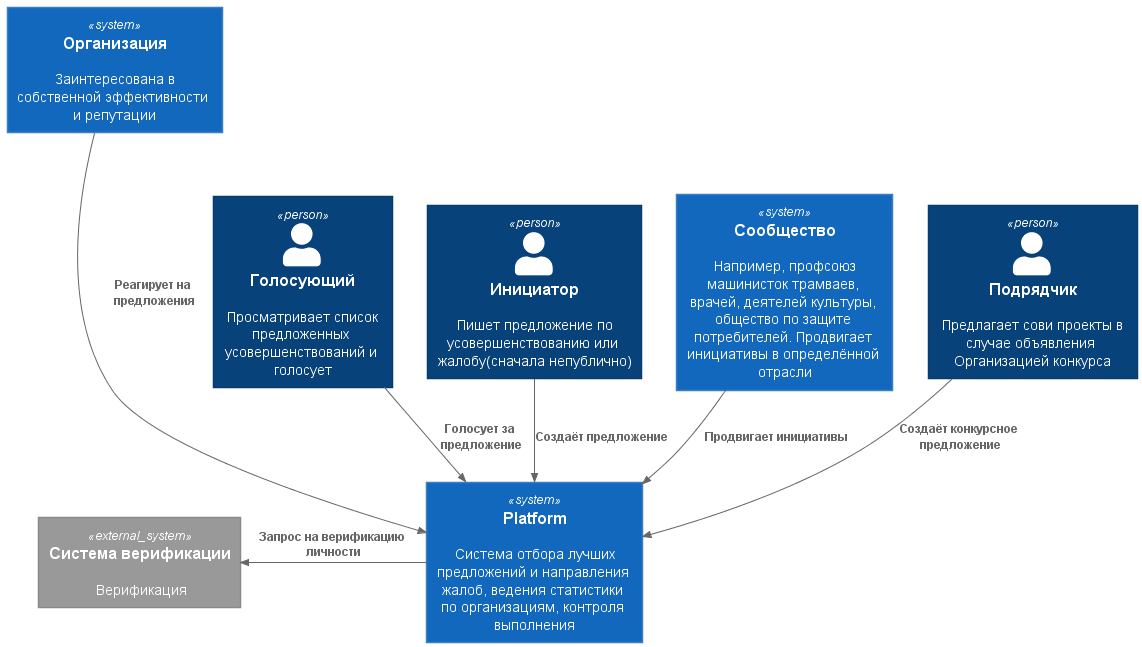 «system»
Организация
Заинтересована в
собственной эффективности
и репутации
Реагирует на
предложения
«person»
Голосующий
Просматривает список
предложенных
усовершенствований и
голосует
«person»
Инициатор
Пишет предложение по
усовершенствованию или
жалобу(сначала непублично)
«system»
Сообщество
Например, профсоюз
машинисток трамваев,
врачей, деятелей культуры,
общество по защите
потребителей. Продвигает
инициативы в определённой
отрасли
«person»
Подрядчик
Предлагает сови проекты в
случае объявления
Организацией конкурса
Голосует за
предложение
Создаёт предложение
Продвигает инициативы
Создаёт конкурсное
предложение
«system»
Platform
Система отбора лучших
предложений и направления
жалоб, ведения статистики
по организациям, контроля
выполнения
Запрос на верификацию
личности
«external_system»
Система верификации
Верификация